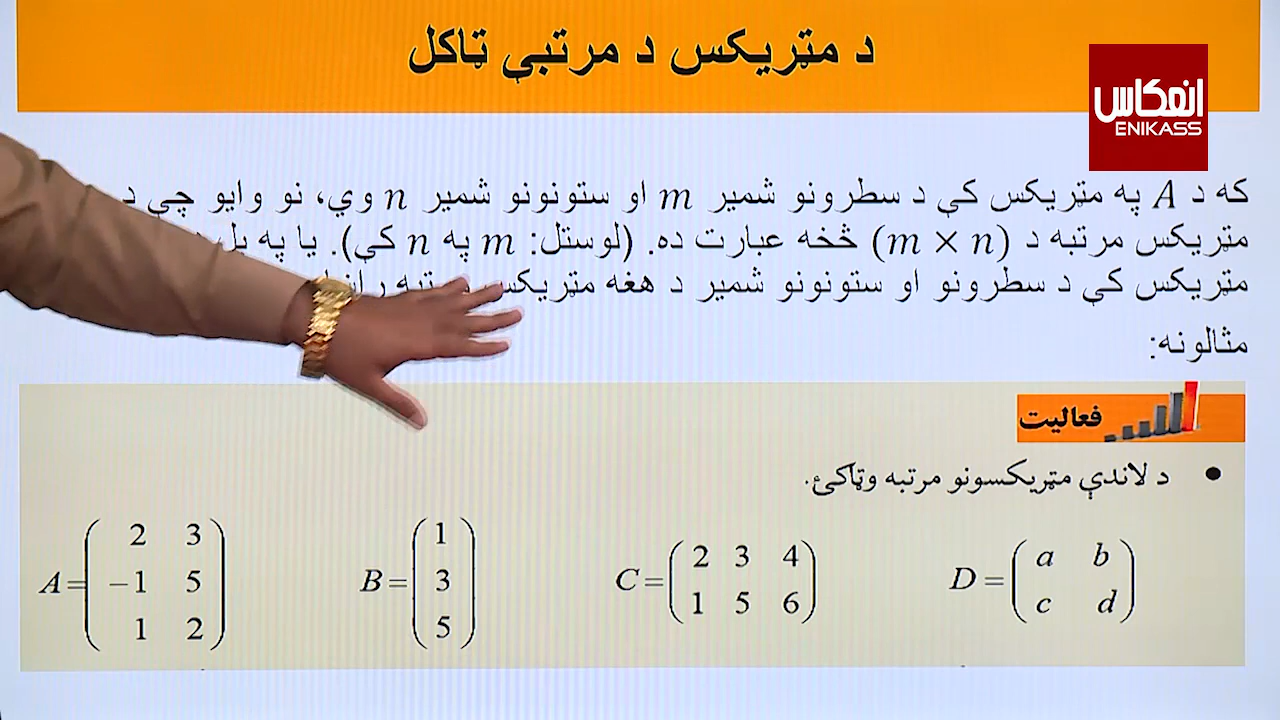 د مټریکس د مرتبې ټاکل
انعکاس
ENIKASS
که د A په مټریکس کې د سطرونو شمیر m او ستونونو شمیر n وي، نو وایو چې د
مټریکس مرتبه د (m × n) څخه عبارت ده. (لوستل: m په n کې). یا په بل
مټریکس کې د سطرونو او ستونونو شمیر د هغه مټریکس مرتبه
مثالونه:
فعالیت
• د لاندې مټریکسونو مرتبه وټاکئ.
A = ( 2 3 ; −1 5 ; 1 2 ) B = ( 1 ; 3 ; 5 ) C = ( 2 3 4 ; 1 5 6 ) D = ( a b ; c d )